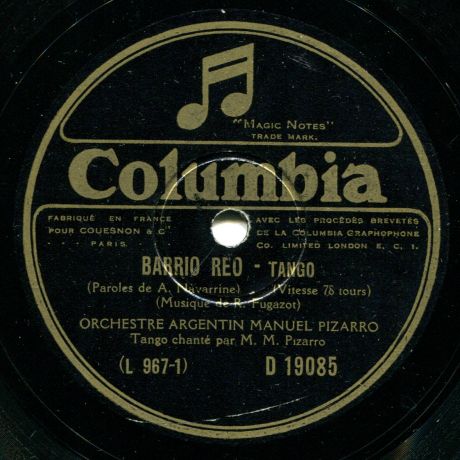 "Magic Notes"
TRADE MARK.
Columbia
FABRIQUÉ EN FRANCE
POUR COUESNON & Cº
PARIS.
AVEC LES PROCÉDÉS BREVETÉS
DE LA COLUMBIA GRAPHOPHONE
Co. LIMITED LONDON E. C. 1.
BARRIO REO - TANGO
(Paroles de A. Navarrine) (Vitesse 78 tours)
(Musique de R. Fugazot)
ORCHESTRE ARGENTIN MANUEL PIZARRO
Tango chanté par M. M. Pizarro
(L 967-1) D 19085